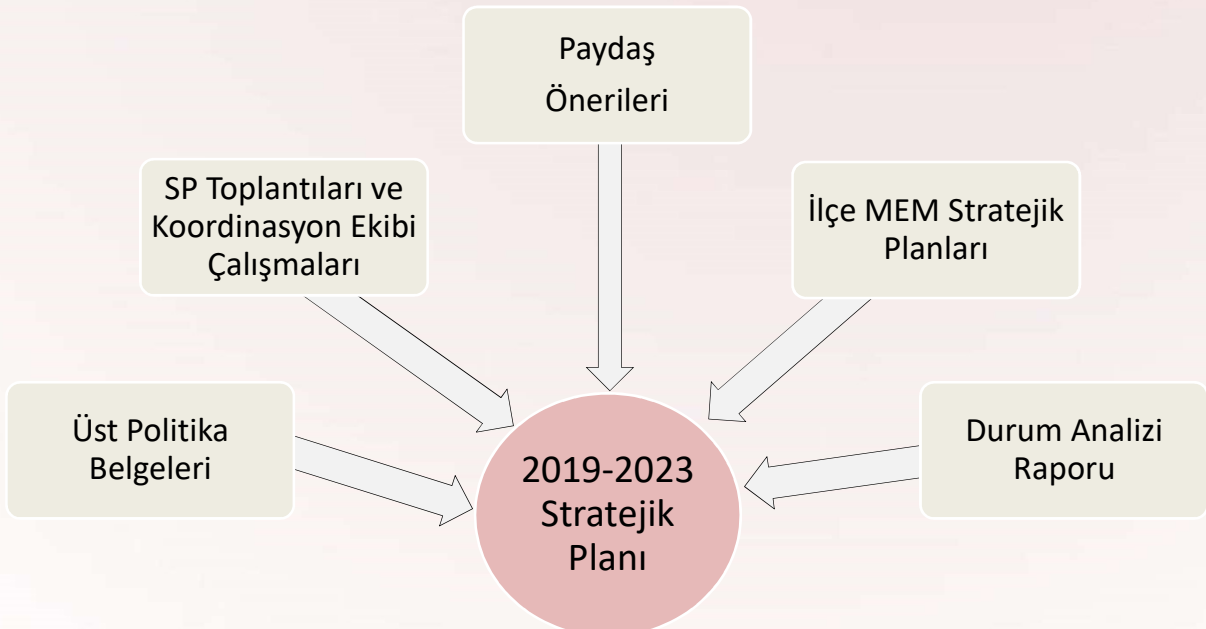 Paydaş
Önerileri
SP Toplantıları ve
Koordinasyon Ekibi
Çalışmaları
İlçe MEM Stratejik
Planları
Üst Politika
Belgeleri
Durum Analizi
Raporu
2019-2023
Stratejik
Planı